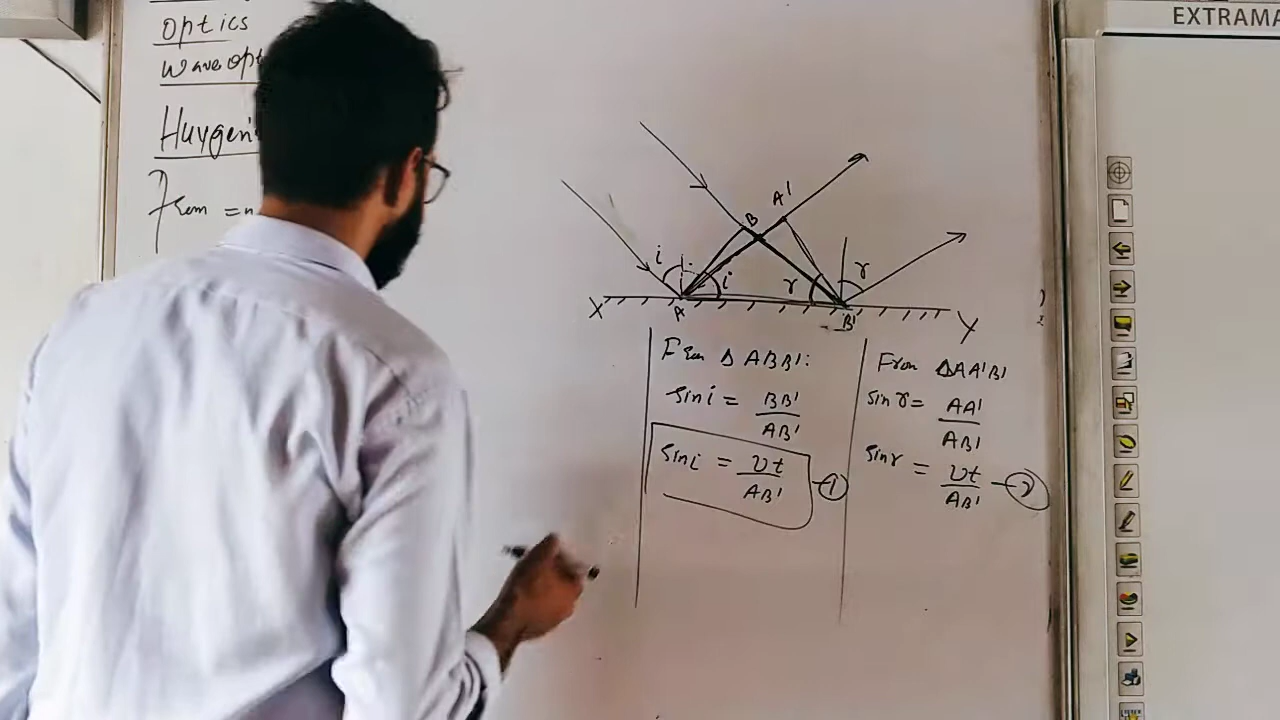 optics
wave opt
Huygen's
From =
B
A'
i
i
r
r
X
A
B'
Y
From Δ ABB':
sin i = BB'
AB'
sin i = vt
AB'
1
From ΔAA'B'
sin r = AA'
AB'
sin r = vt
AB'
2
EXTRAMA